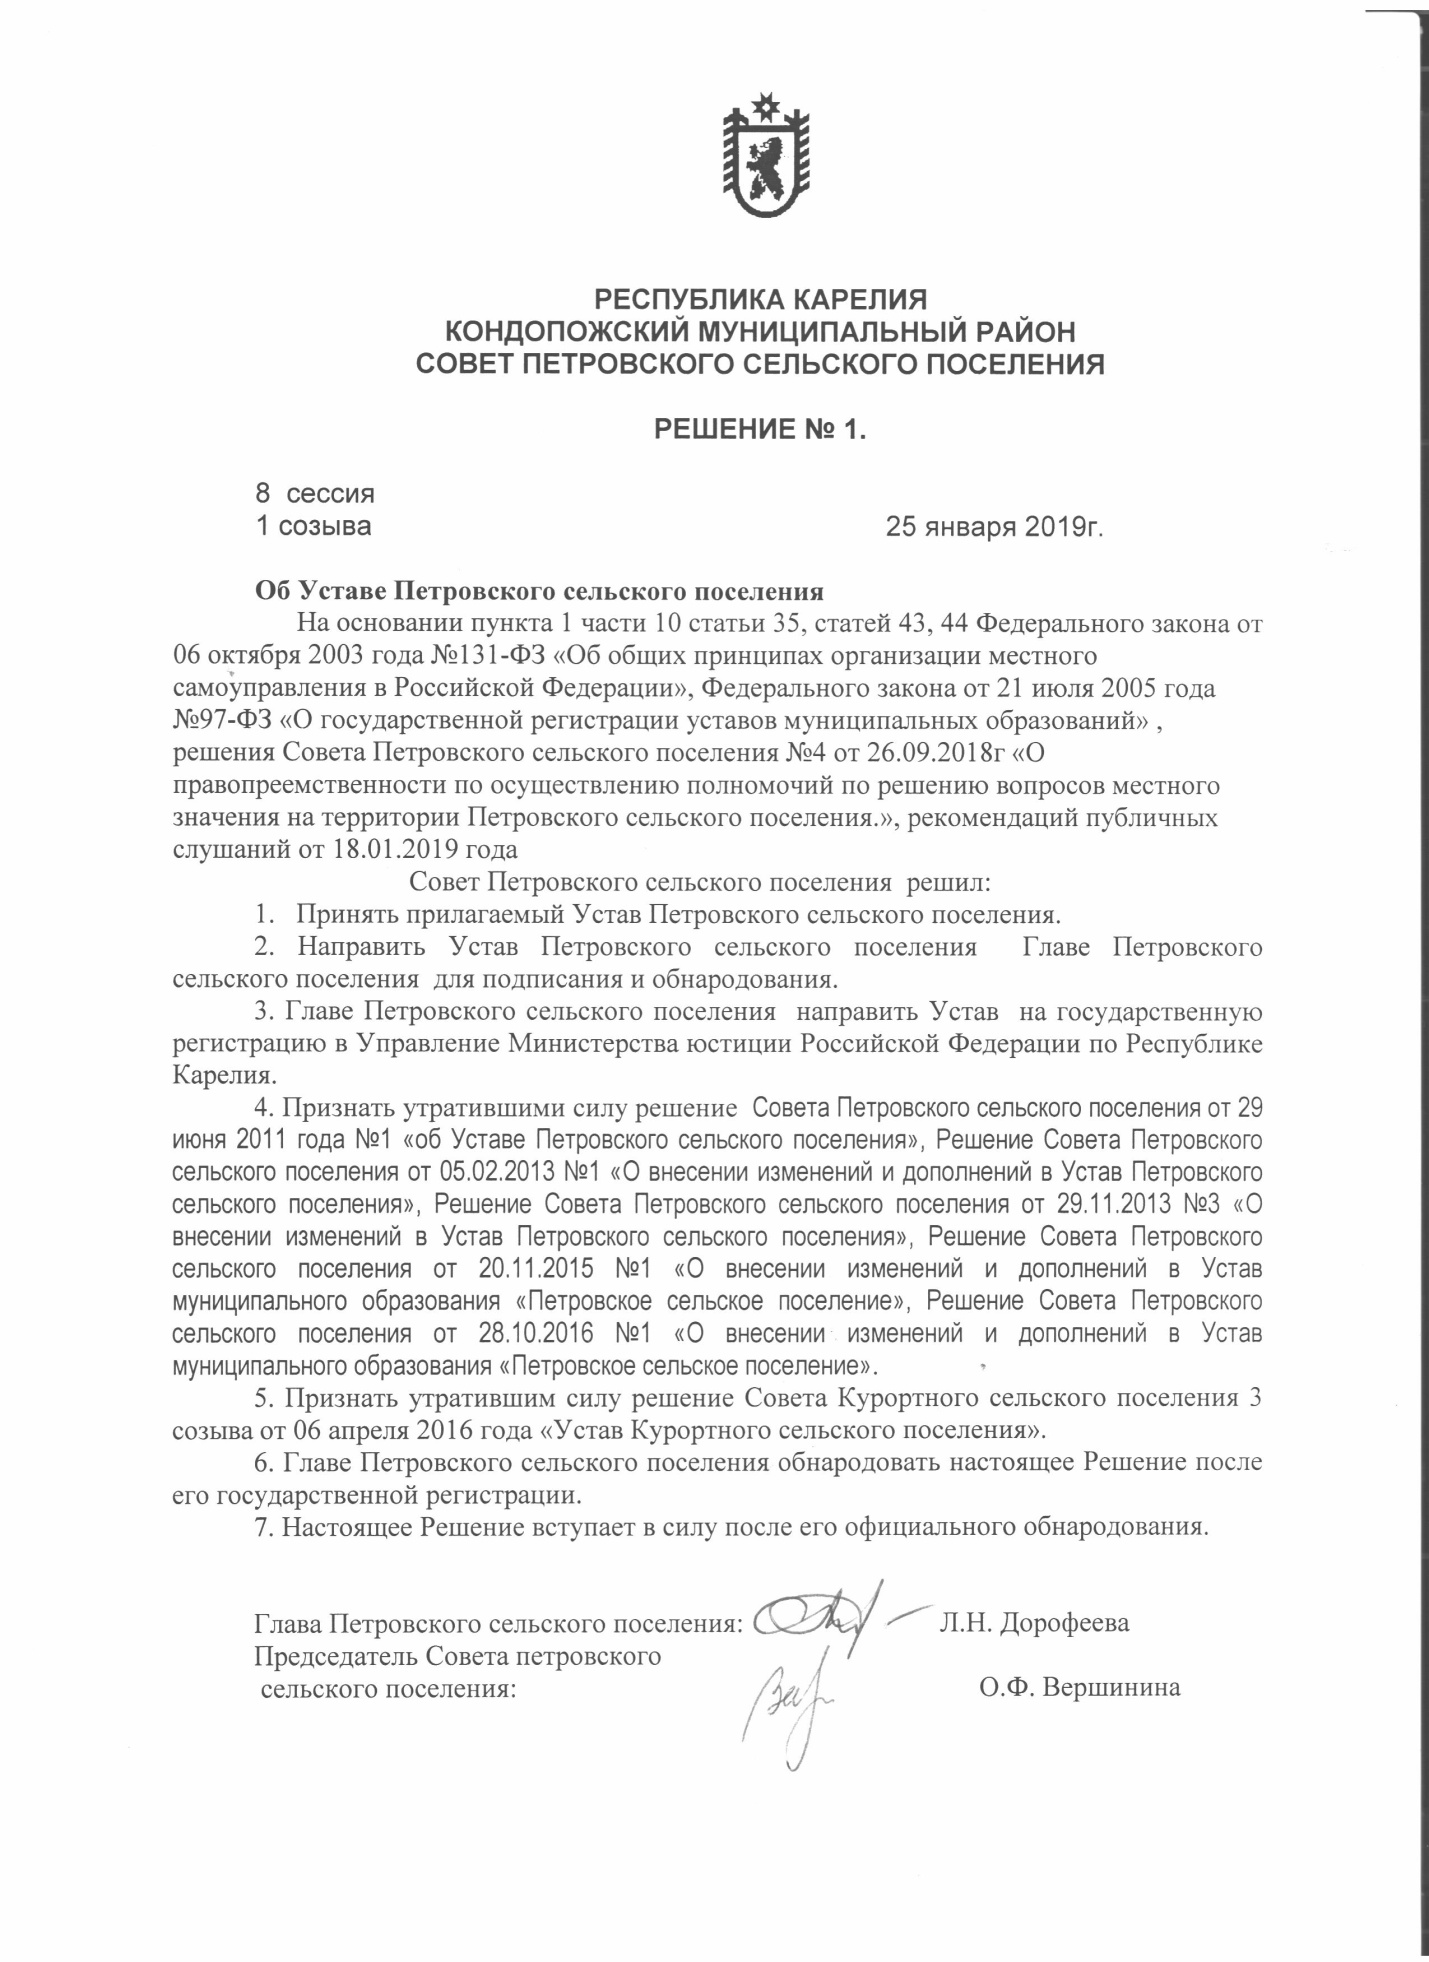 РЕСПУБЛИКА КАРЕЛИЯ
КОНДОПОЖСКИЙ МУНИЦИПАЛЬНЫЙ РАЙОН
СОВЕТ ПЕТРОВСКОГО СЕЛЬСКОГО ПОСЕЛЕНИЯ
РЕШЕНИЕ № 1.
8 сессия
1 созыва 25 января 2019г.
Об Уставе Петровского сельского поселения
На основании пункта 1 части 10 статьи 35, статей 43, 44 Федерального закона от
06 октября 2003 года №131-ФЗ «Об общих принципах организации местного
самоуправления в Российской Федерации», Федерального закона от 21 июля 2005 года
№97-ФЗ «О государственной регистрации уставов муниципальных образований» ,
решения Совета Петровского сельского поселения №4 от 26.09.2018г «О
правопреемственности по осуществлению полномочий по решению вопросов местного
значения на территории Петровского сельского поселения.», рекомендаций публичных
слушаний от 18.01.2019 года
Совет Петровского сельского поселения решил:
1. Принять прилагаемый Устав Петровского сельского поселения.
2. Направить Устав Петровского сельского поселения Главе Петровского
сельского поселения для подписания и обнародования.
3. Главе Петровского сельского поселения направить Устав на государственную
регистрацию в Управление Министерства юстиции Российской Федерации по Республике
Карелия.
4. Признать утратившими силу решение Совета Петровского сельского поселения от 29
июня 2011 года №1 «об Уставе Петровского сельского поселения», Решение Совета Петровского
сельского поселения от 05.02.2013 №1 «О внесении изменений и дополнений в Устав Петровского
сельского поселения», Решение Совета Петровского сельского поселения от 29.11.2013 №3 «О
внесении изменений в Устав Петровского сельского поселения», Решение Совета Петровского
сельского поселения от 20.11.2015 №1 «О внесении изменений и дополнений в Устав
муниципального образования «Петровское сельское поселение», Решение Совета Петровского
сельского поселения от 28.10.2016 №1 «О внесении изменений и дополнений в Устав
муниципального образования «Петровское сельское поселение».
5. Признать утратившим силу решение Совета Курортного сельского поселения 3
созыва от 06 апреля 2016 года «Устав Курортного сельского поселения».
6. Главе Петровского сельского поселения обнародовать настоящее Решение после
его государственной регистрации.
7. Настоящее Решение вступает в силу после его официального обнародования.
Глава Петровского сельского поселения: Л.Н. Дорофеева
Председатель Совета петровского
сельского поселения: О.Ф. Вершинина